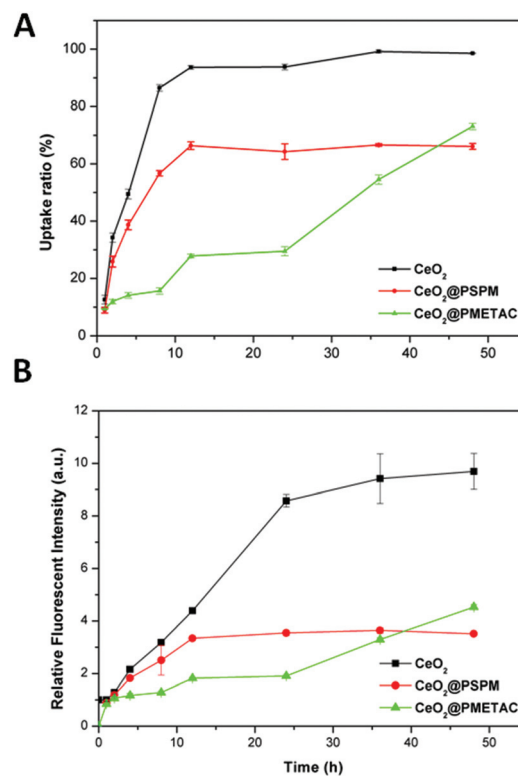 A
100
80
60
40
20
0
Uptake ratio (%)
CeO₂
CeO₂@PSPM
CeO₂@PMETAC
0 10 20 30 40 50
B
12
10
8
6
4
2
0
Relative Fluorescent Intensity (a.u.)
CeO₂
CeO₂@PSPM
CeO₂@PMETAC
0 10 20 30 40 50
Time (h)